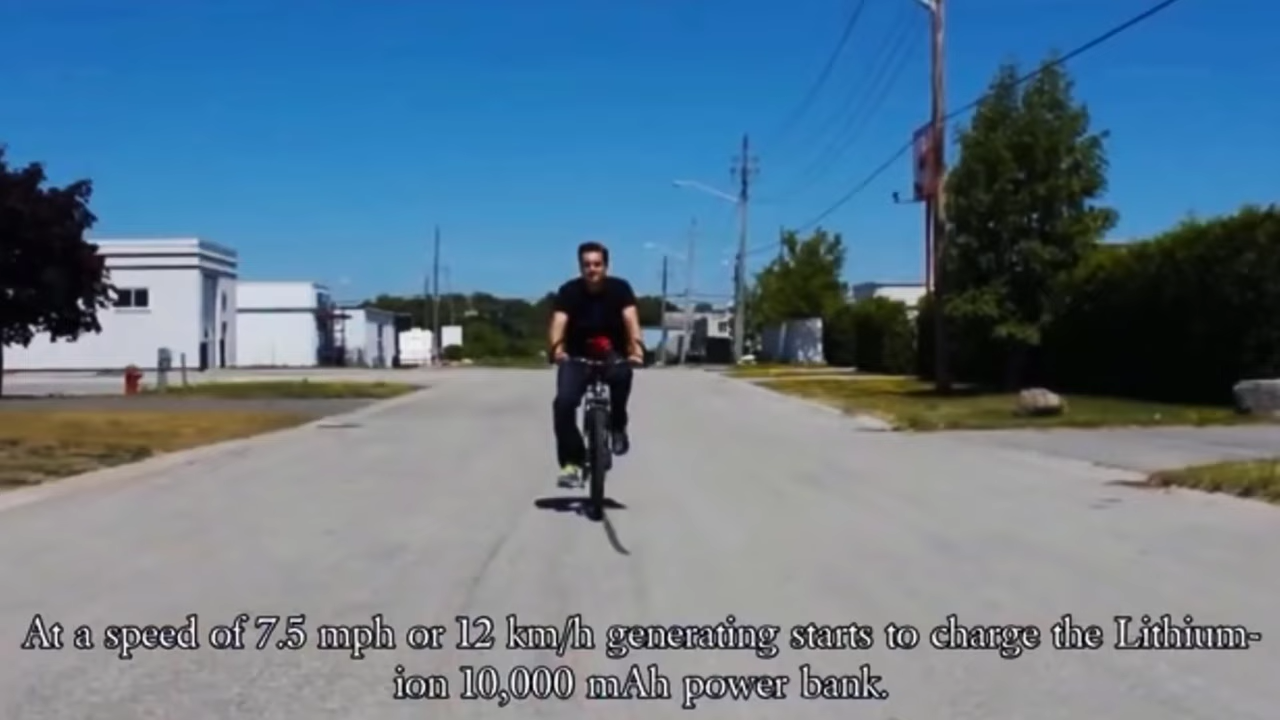 At a speed of 7.5 mph or 12 km/h generating starts to charge the Lithium-
ion 10,000 mAh power bank.